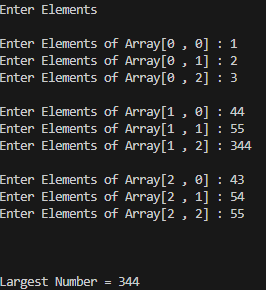 Enter Elements
Enter Elements of Array[0 , 0] : 1
Enter Elements of Array[0 , 1] : 2
Enter Elements of Array[0 , 2] : 3
Enter Elements of Array[1 , 0] : 44
Enter Elements of Array[1 , 1] : 55
Enter Elements of Array[1 , 2] : 344
Enter Elements of Array[2 , 0] : 43
Enter Elements of Array[2 , 1] : 54
Enter Elements of Array[2 , 2] : 55
Largest Number = 344